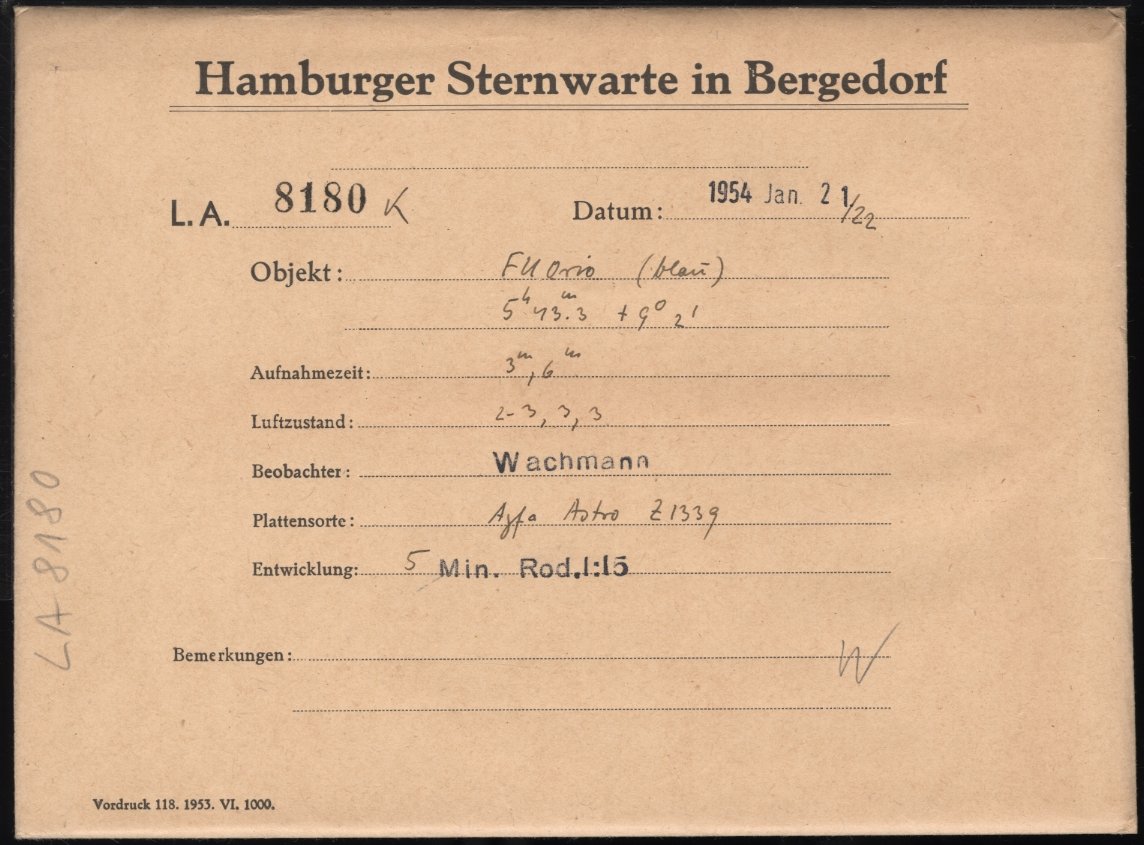 Hamburger Sternwarte in Bergedorf
L. A. 8180 K
Datum: 1954 Jan. 21/22
Objekt: FU Orio (blau)
5ʰ 43ᵐ.3 + 9° 2'
Aufnahmezeit: 3ᵐ, 6ᵐ
Luftzustand: 2-3, 3, 3
Beobachter: Wachmann
Plattensorte: Agfa Astro Z 1339
Entwicklung: 5 Min. Rod. 1:15
Bemerkungen: W
LA 8180
Vordruck 118. 1953. VI. 1000.